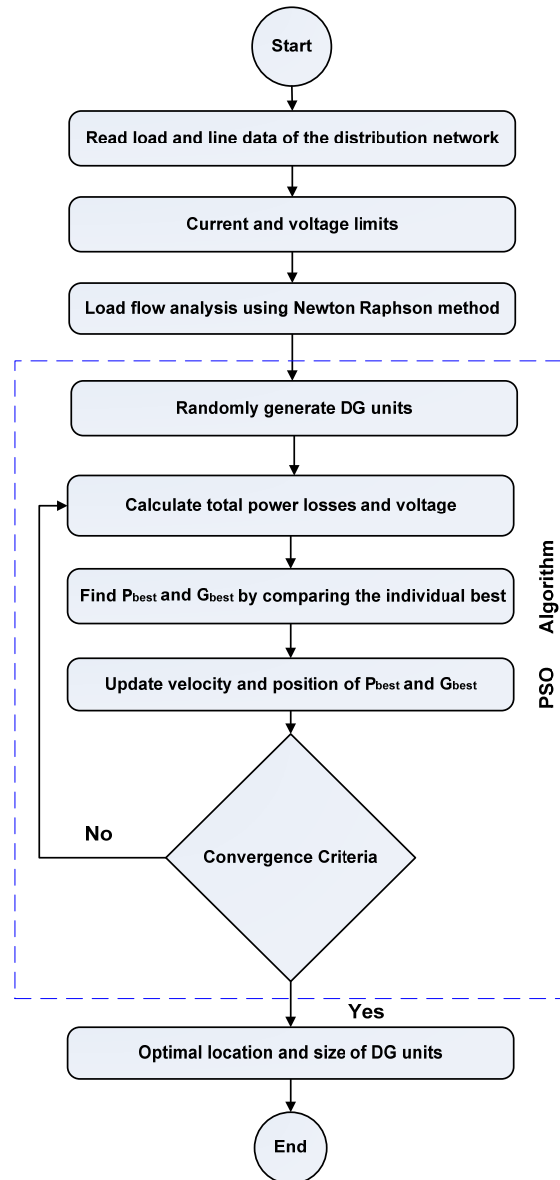 Start
Read load and line data of the distribution network
Current and voltage limits
Load flow analysis using Newton Raphson method
Randomly generate DG units
Calculate total power losses and voltage
Find Pbest and Gbest by comparing the individual best
Update velocity and position of Pbest and Gbest
Convergence Criteria
No
Yes
PSO Algorithm
Optimal location and size of DG units
End